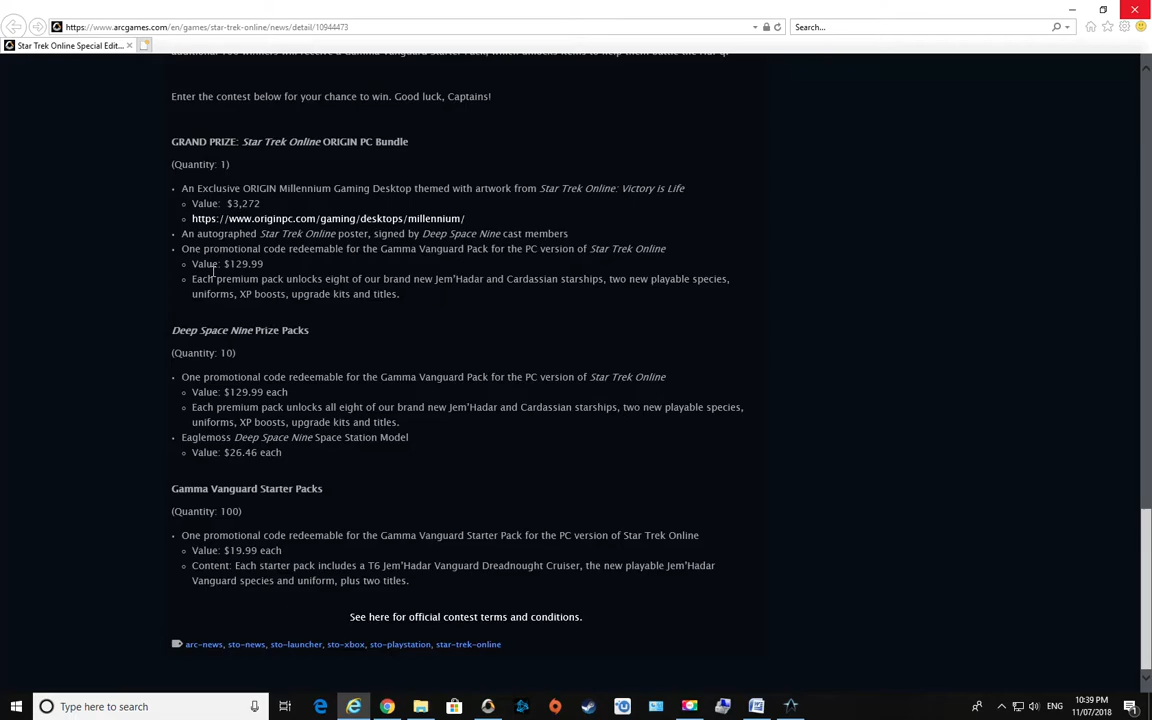 https://www.arcgames.com/en/games/star-trek-online/news/detail/10944473
Search...
Star Trek Online Special Edit...
Enter the contest below for your chance to win. Good luck, Captains!
GRAND PRIZE: Star Trek Online ORIGIN PC Bundle
(Quantity: 1)
An Exclusive ORIGIN Millennium Gaming Desktop themed with artwork from Star Trek Online: Victory is Life
Value: $3,272
https://www.originpc.com/gaming/desktops/millennium/
An autographed Star Trek Online poster, signed by Deep Space Nine cast members
One promotional code redeemable for the Gamma Vanguard Pack for the PC version of Star Trek Online
Value: $129.99
Each premium pack unlocks eight of our brand new Jem'Hadar and Cardassian starships, two new playable species,
uniforms, XP boosts, upgrade kits and titles.
Deep Space Nine Prize Packs
(Quantity: 10)
One promotional code redeemable for the Gamma Vanguard Pack for the PC version of Star Trek Online
Value: $129.99 each
Each premium pack unlocks all eight of our brand new Jem'Hadar and Cardassian starships, two new playable species,
uniforms, XP boosts, upgrade kits and titles.
Eaglemoss Deep Space Nine Space Station Model
Value: $26.46 each
Gamma Vanguard Starter Packs
(Quantity: 100)
One promotional code redeemable for the Gamma Vanguard Starter Pack for the PC version of Star Trek Online
Value: $19.99 each
Content: Each starter pack includes a T6 Jem'Hadar Vanguard Dreadnought Cruiser, the new playable Jem'Hadar
Vanguard species and uniform, plus two titles.
See here for official contest terms and conditions.
arc-news, sto-news, sto-launcher, sto-xbox, sto-playstation, star-trek-online
Type here to search
ENG
10:39 PM
11/07/2018